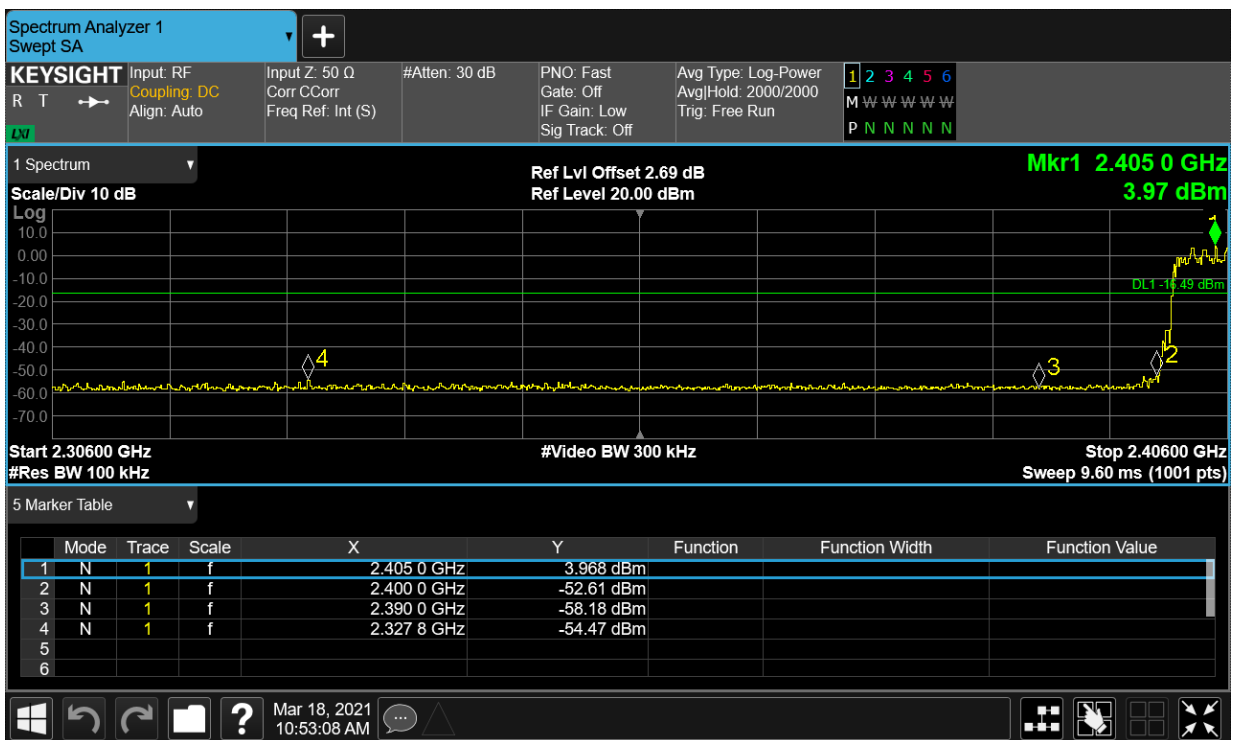 Spectrum Analyzer 1
Swept SA
KEYSIGHT
R T
LXI
Input: RF
Coupling: DC
Align: Auto
Input Z: 50 Ω
Corr CCorr
Freq Ref: Int (S)
#Atten: 30 dB
PNO: Fast
Gate: Off
IF Gain: Low
Sig Track: Off
Avg Type: Log-Power
Avg|Hold: 2000/2000
Trig: Free Run
1 2 3 4 5 6
M W W W W W
P N N N N N
1 Spectrum
Scale/Div 10 dB
Ref Lvl Offset 2.69 dB
Ref Level 20.00 dBm
Mkr1 2.405 0 GHz
3.97 dBm
Log
10.0
0.00
-10.0
-20.0
-30.0
-40.0
-50.0
-60.0
-70.0
1
DL1 -16.49 dBm
4
3
2
Start 2.30600 GHz
#Video BW 300 kHz
Stop 2.40600 GHz
#Res BW 100 kHz
Sweep 9.60 ms (1001 pts)
5 Marker Table
Mode Trace Scale X Y Function Function Width Function Value
1 N 1 f 2.405 0 GHz 3.968 dBm
2 N 1 f 2.400 0 GHz -52.61 dBm
3 N 1 f 2.390 0 GHz -58.18 dBm
4 N 1 f 2.327 8 GHz -54.47 dBm
5
6
?
Mar 18, 2021
10:53:08 AM